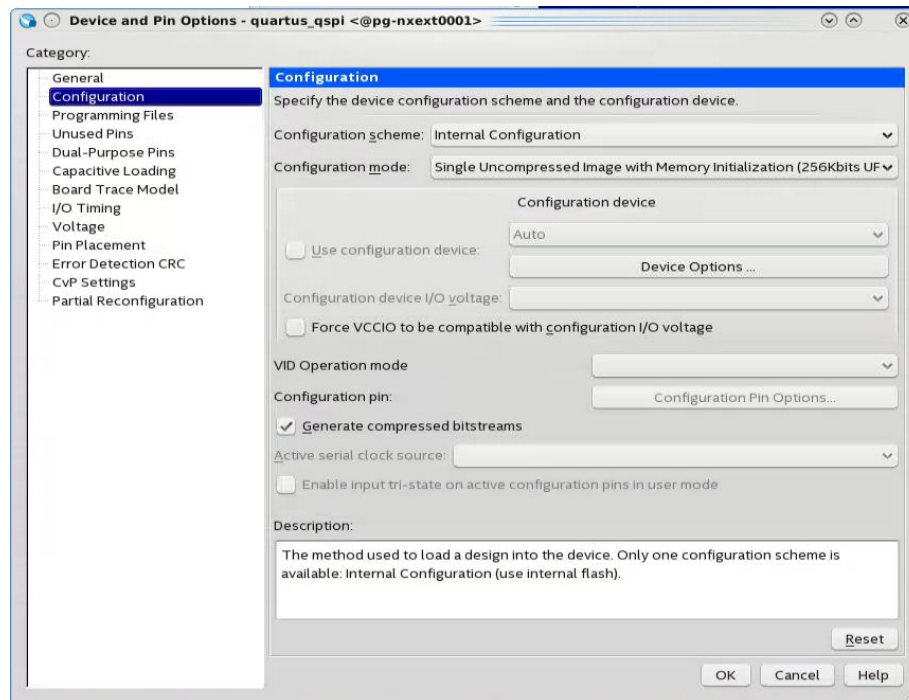 Device and Pin Options - quartus_qspi <@pg-nxext0001>
Category:
General
Configuration
Programming Files
Unused Pins
Dual-Purpose Pins
Capacitive Loading
Board Trace Model
I/O Timing
Voltage
Pin Placement
Error Detection CRC
CvP Settings
Partial Reconfiguration
Configuration
Specify the device configuration scheme and the configuration device.
Configuration scheme: Internal Configuration
Configuration mode: Single Uncompressed Image with Memory Initialization (256Kbits UF
Configuration device
Use configuration device: Auto
Device Options ...
Configuration device I/O voltage:
Force VCCIO to be compatible with configuration I/O voltage
VID Operation mode
Configuration pin: Configuration Pin Options...
Generate compressed bitstreams
Active serial clock source:
Enable input tri-state on active configuration pins in user mode
Description:
The method used to load a design into the device. Only one configuration scheme is
available: Internal Configuration (use internal flash).
Reset
OK Cancel Help